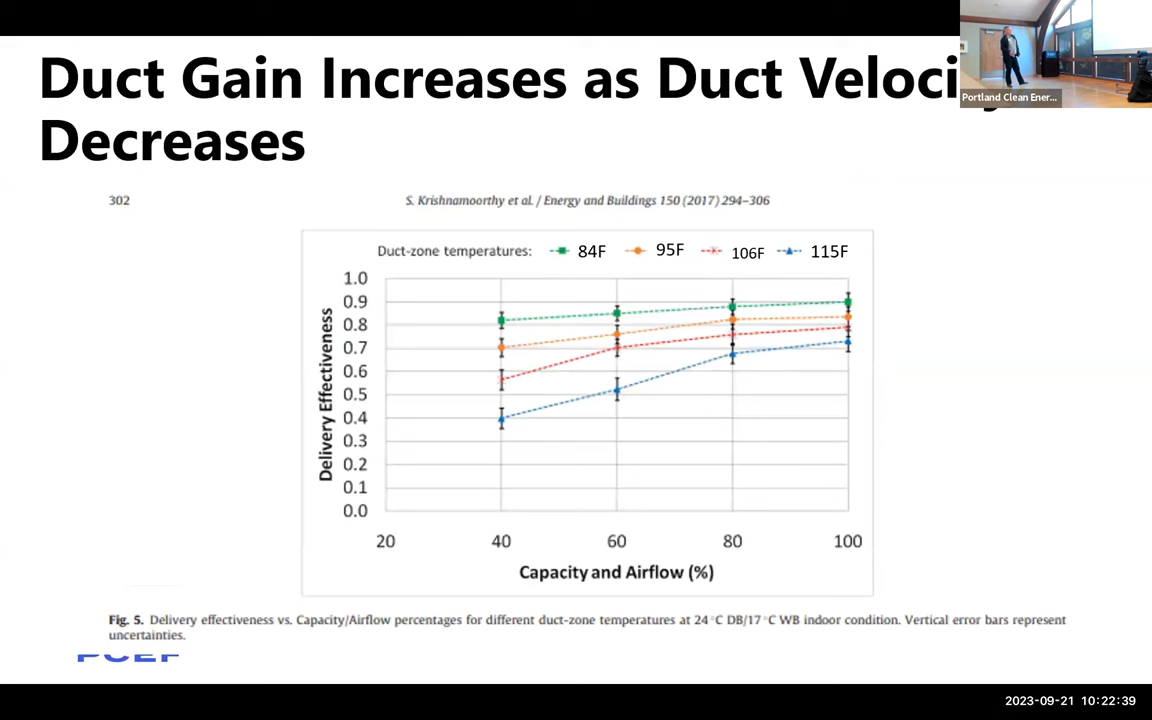 Duct Gain Increases as Duct
Decreases
Portland Clean Ener...
302
S. Krishnamoorthy et al. / Energy and Buildings 150 (2017) 294–306
Duct-zone temperatures: 84F 95F 106F 115F
1.0
0.9
0.8
0.7
0.6
0.5
0.4
0.3
0.2
0.1
0.0
Delivery Effectiveness
20 40 60 80 100
Capacity and Airflow (%)
Fig. 5. Delivery effectiveness vs. Capacity/Airflow percentages for different duct-zone temperatures at 24 °C DB/17 °C WB indoor condition. Vertical error bars represent
uncertainties.
PCEF
2023-09-21 10:22:39